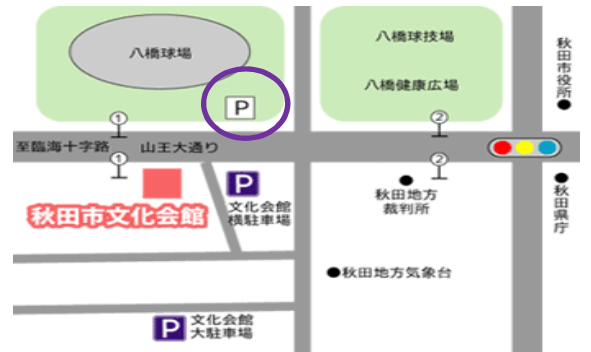 八橋球場
P
八橋球技場
八橋健康広場
秋田市役所
①
②
至臨海十字路
山王大通り
①
②
秋田市文化会館
P
文化会館
横駐車場
秋田地方
裁判所
秋田県庁
秋田地方気象台
P
文化会館
大駐車場